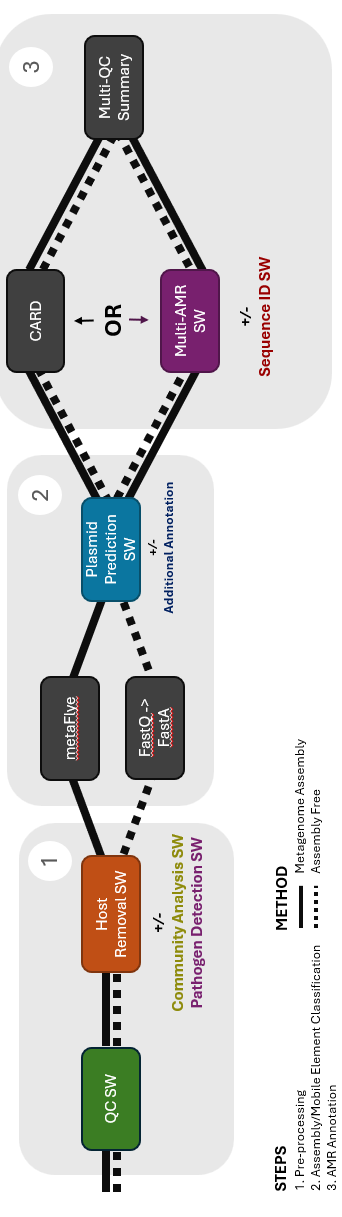 1
QC SW
Host
Removal SW
+/-
Community Analysis SW
Pathogen Detection SW
2
metaFlye
FastQ ->
FastA
Plasmid
Prediction
SW
+/-
Additional Annotation
3
CARD
OR
Multi-AMR
SW
+/-
Sequence ID SW
Multi-QC
Summary
STEPS
1. Pre-processing
2. Assembly/Mobile Element Classification
3. AMR Annotation
METHOD
Metagenome Assembly
Assembly Free